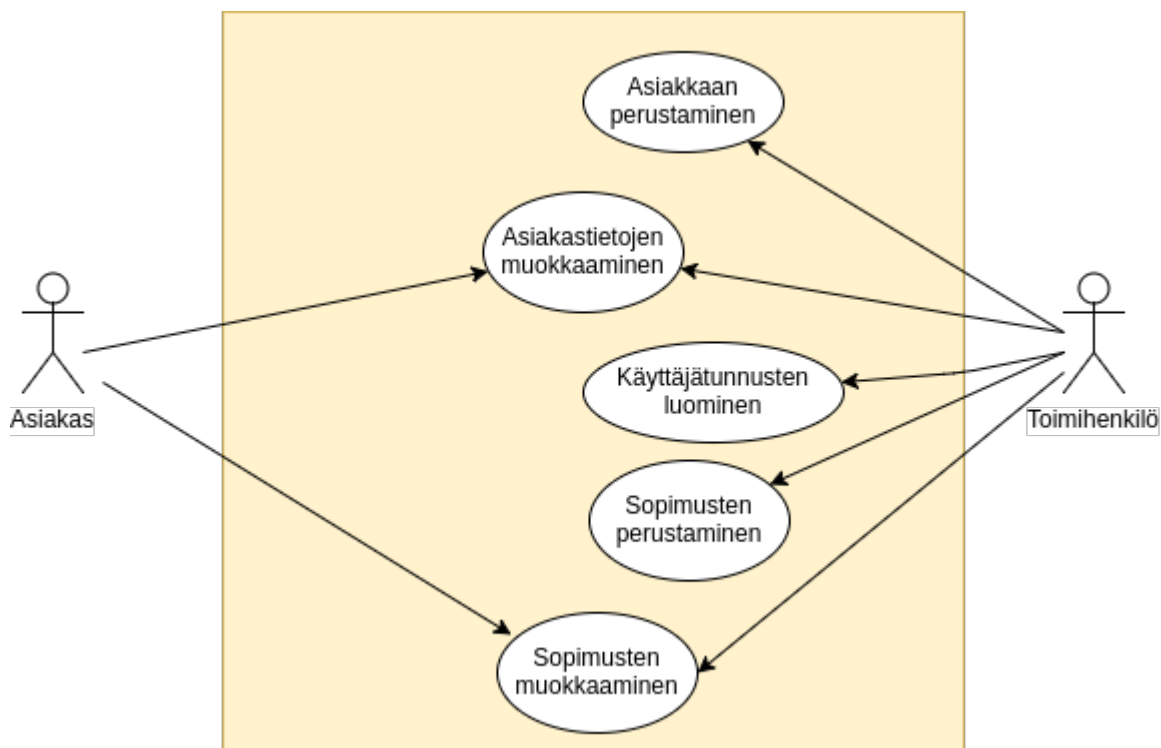 Asiakkaan
perustaminen
Asiakastietojen
muokkaaminen
Käyttäjätunnusten
luominen
Asiakas
Toimihenkilö
Sopimusten
perustaminen
Sopimusten
muokkaaminen